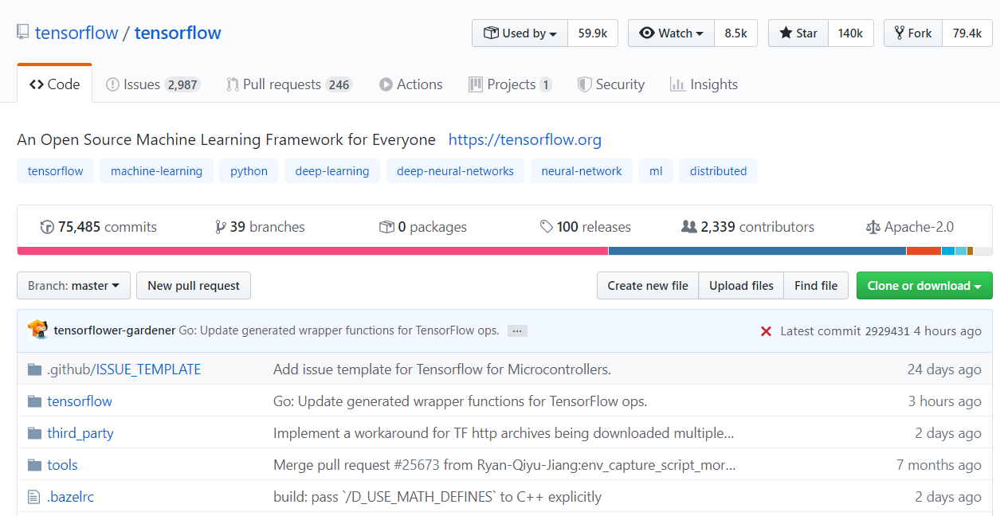 tensorflow / tensorflow Used by 59.9k Watch 8.5k Star 140k Fork 79.4k
Code Issues 2,987 Pull requests 246 Actions Projects 1 Security Insights
An Open Source Machine Learning Framework for Everyone https://tensorflow.org
tensorflow machine-learning python deep-learning deep-neural-networks neural-network ml distributed
75,485 commits 39 branches 0 packages 100 releases 2,339 contributors Apache-2.0
Branch: master New pull request Create new file Upload files Find file Clone or download
tensorflower-gardener Go: Update generated wrapper functions for TensorFlow ops. ... Latest commit 2929431 4 hours ago
.github/ISSUE_TEMPLATE Add issue template for Tensorflow for Microcontrollers. 24 days ago
tensorflow Go: Update generated wrapper functions for TensorFlow ops. 3 hours ago
third_party Implement a workaround for TF http archives being downloaded multiple... 2 days ago
tools Merge pull request #25673 from Ryan-Qiyu-Jiang:env_capture_script_mor... 7 months ago
.bazelrc build: pass `/D_USE_MATH_DEFINES` to C++ explicitly 2 days ago